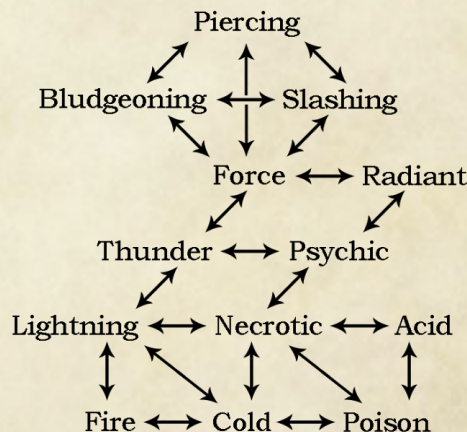 Piercing
Bludgeoning Slashing
Force Radiant
Thunder Psychic
Lightning Necrotic Acid
Fire Cold Poison